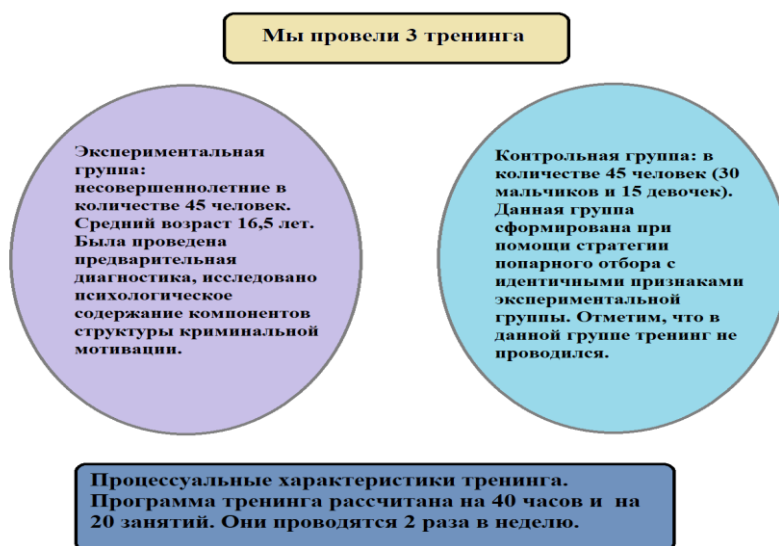 Мы провели 3 тренинга
Экспериментальная
группа:
несовершеннолетние в
количестве 45 человек.
Средний возраст 16,5 лет.
Была проведена
предварительная
диагностика, исследовано
психологическое
содержание компонентов
структуры криминальной
мотивации.
Контрольная группа: в
количестве 45 человек (30
мальчиков и 15 девочек).
Данная группа
сформирована при
помощи стратегии
попарного отбора с
идентичными признаками
экспериментальной
группы. Отметим, что в
данной группе тренинг не
проводился.
Процессуальные характеристики тренинга.
Программа тренинга рассчитана на 40 часов и на
20 занятий. Они проводятся 2 раза в неделю.